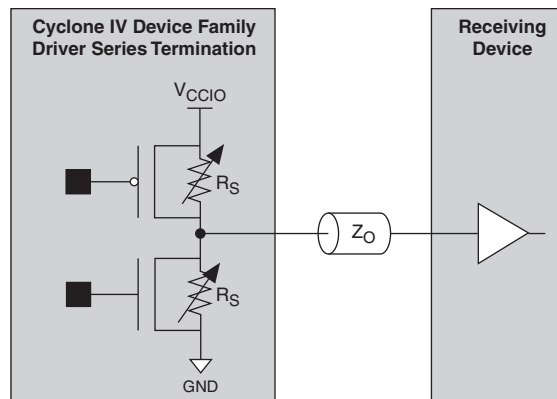 Cyclone IV Device Family
Driver Series Termination
Receiving
Device
VCCIO
RS
ZO
RS
GND